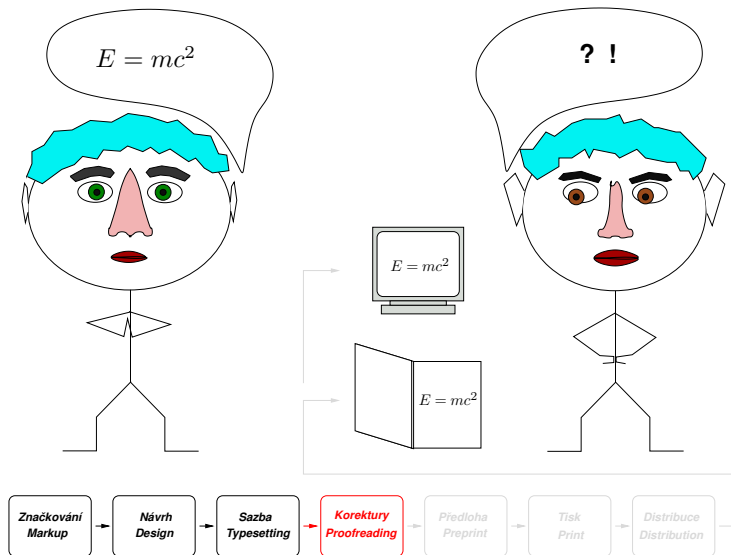 E = mc²
? !
E = mc²
E = mc²
Značkování
Markup
Návrh
Design
Sazba
Typesetting
Korektury
Proofreading
Předloha
Preprint
Tisk
Print
Distribuce
Distribution